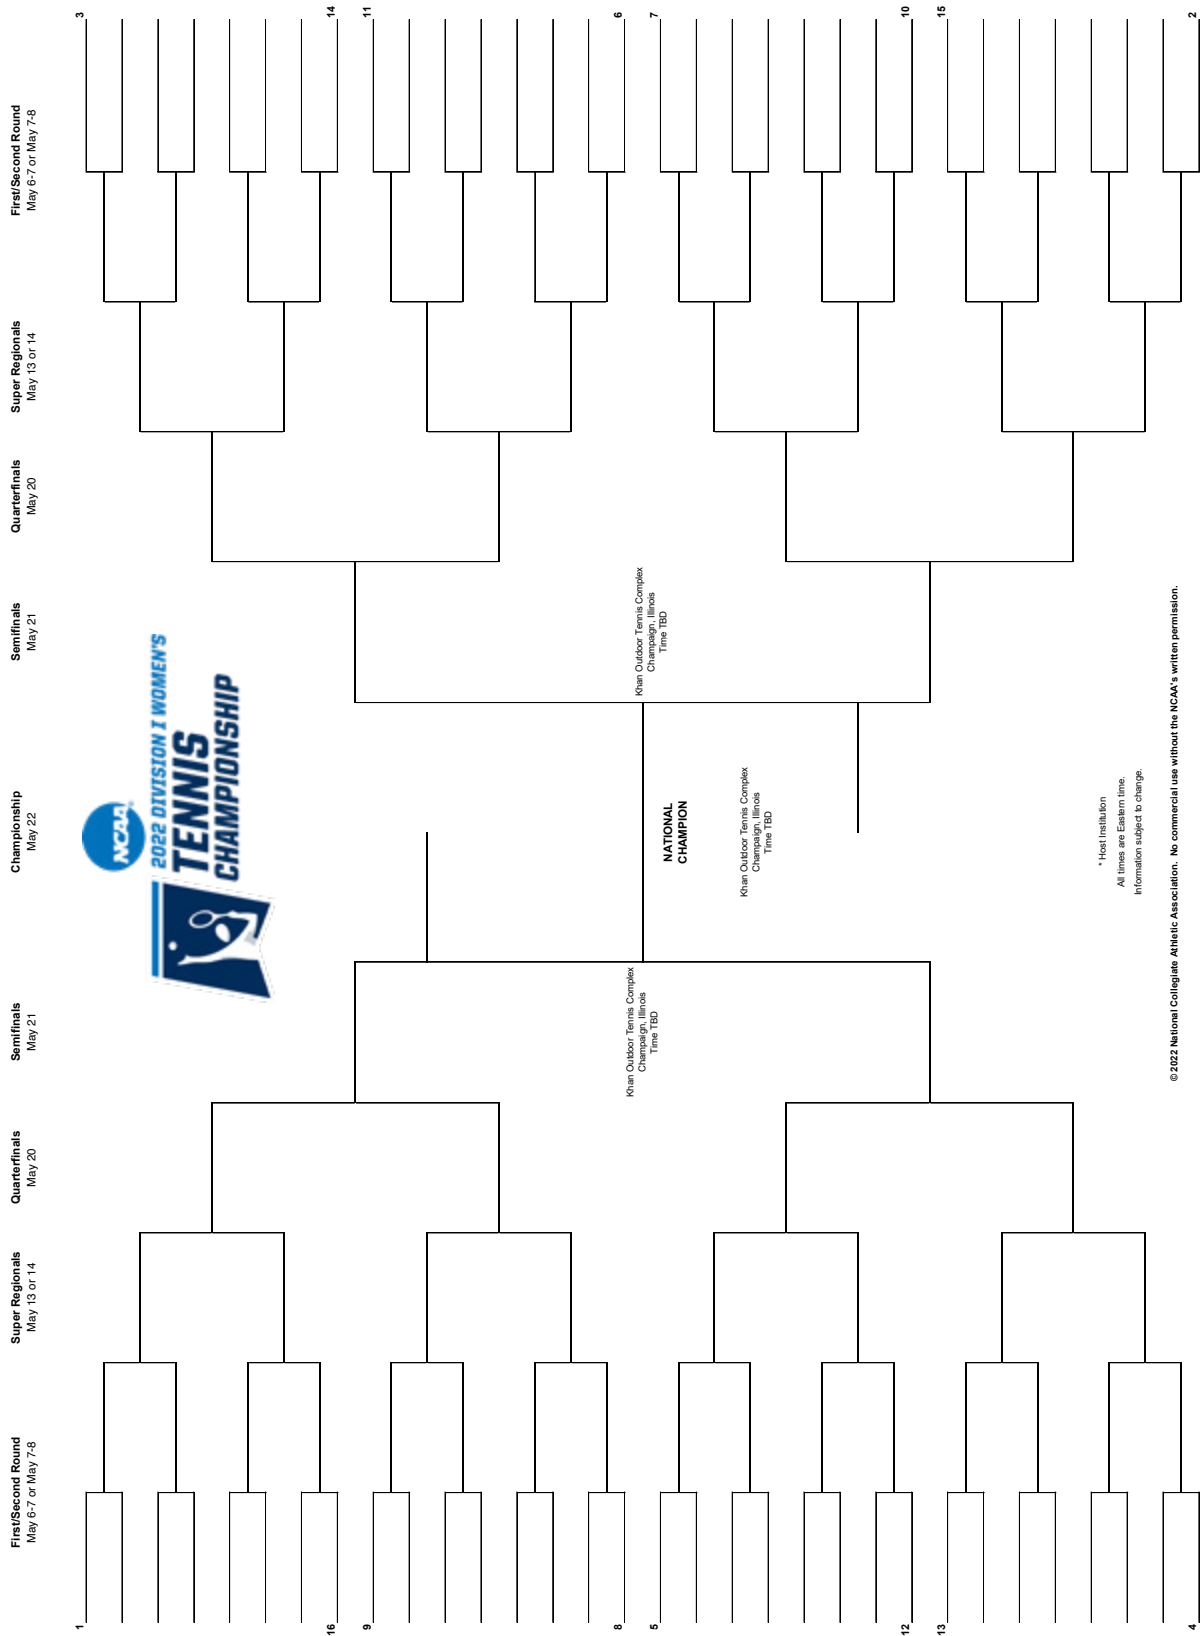 First/Second Round
May 6-7 or May 7-8
Super Regionals
May 13 or 14
Quarterfinals
May 20
Semifinals
May 21
Championship
May 22
Semifinals
May 21
Quarterfinals
May 20
Super Regionals
May 13 or 14
First/Second Round
May 6-7 or May 7-8
1
16
9
8
5
12
13
4
3
14
11
6
7
10
15
2
NCAA
2022 DIVISION I WOMEN'S
TENNIS
CHAMPIONSHIP
Khan Outdoor Tennis Complex
Champaign, Illinois
Time TBD
Khan Outdoor Tennis Complex
Champaign, Illinois
Time TBD
NATIONAL
CHAMPION
Khan Outdoor Tennis Complex
Champaign, Illinois
Time TBD
* Host Institution
All times are Eastern time.
Information subject to change.
© 2022 National Collegiate Athletic Association. No commercial use without the NCAA's written permission.